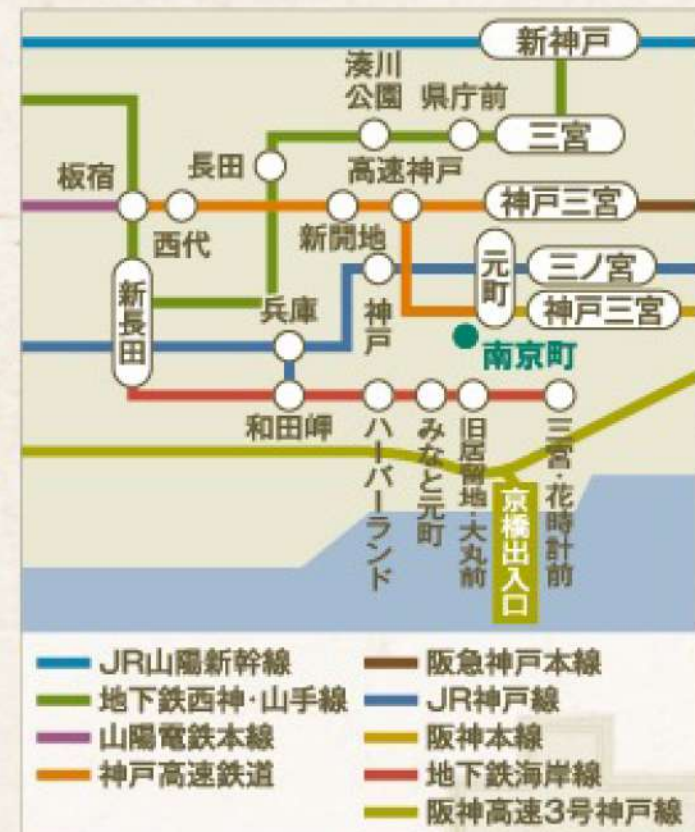 新神戸
湊川
公園
県庁前
三宮
長田
高速神戸
板宿
神戸三宮
西代
新開地
元町
三ノ宮
新長田
兵庫
神戸
神戸三宮
南京町
和田岬
ハーバーランド
みなと元町
旧居留地・大丸前
三宮・花時計前
京橋出入口
JR山陽新幹線
地下鉄西神・山手線
山陽電鉄本線
神戸高速鉄道
阪急神戸本線
JR神戸線
阪神本線
地下鉄海岸線
阪神高速3号神戸線